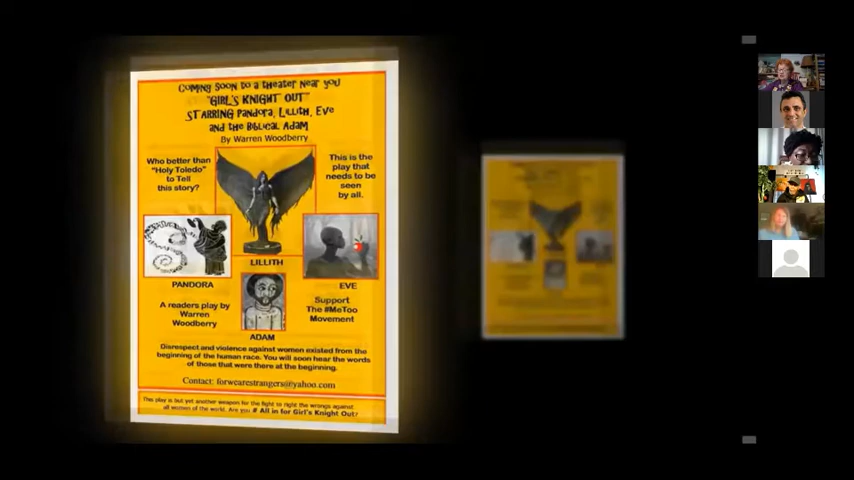 Coming soon to a theater near you
"GIRL'S KNIGHT OUT"
STARRING Pandora, Lillith, Eve
and the Biblical Adam
By Warren Woodberry
Who better than
"Holy Toledo"
to Tell
this story?
This is the
play that
needs to be
seen
by all.
LILLITH
PANDORA
EVE
A readers play by
Warren
Woodberry
Support
The #MeToo
Movement
ADAM
Disrespect and violence against women existed from the
beginning of the human race. You will soon hear the words
of those that were there at the beginning.
Contact: forwearestrangers@yahoo.com
This play is but yet another weapon for the fight to right the wrongs against
all women of the world. Are you # All in for Girl's Knight Out?